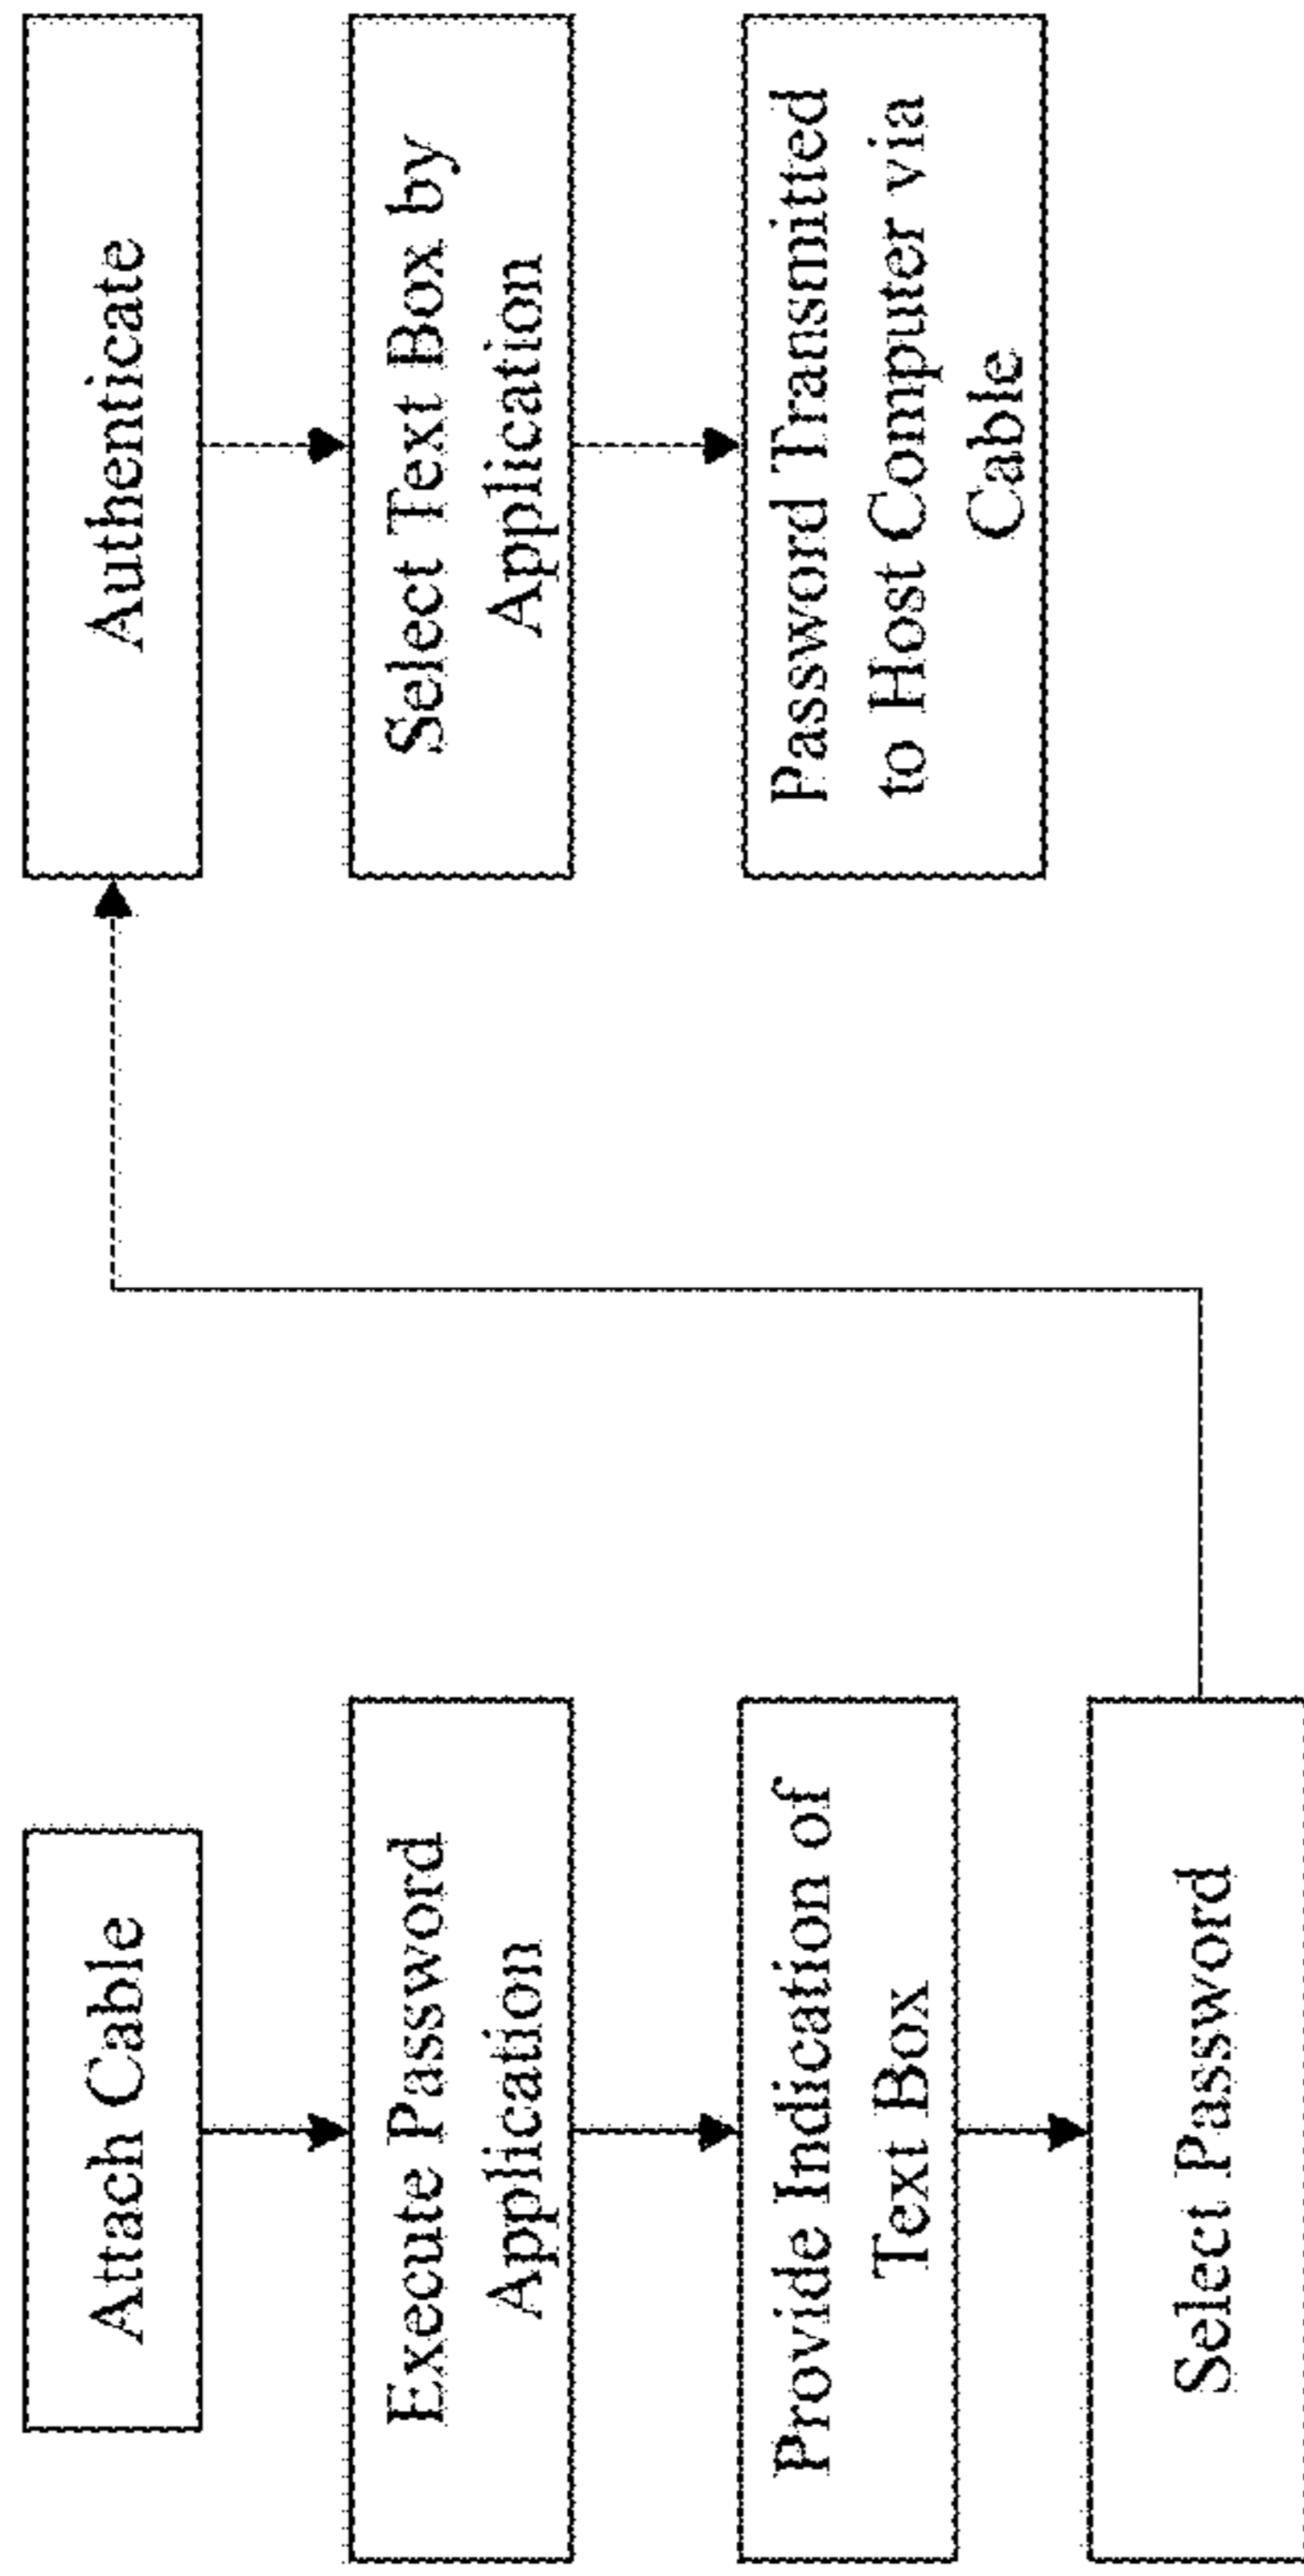 Attach Cable
Execute Password
Application
Provide Indication of
Text Box
Select Password
Authenticate
Select Text Box by
Application
Password Transmitted
to Host Computer via
Cable